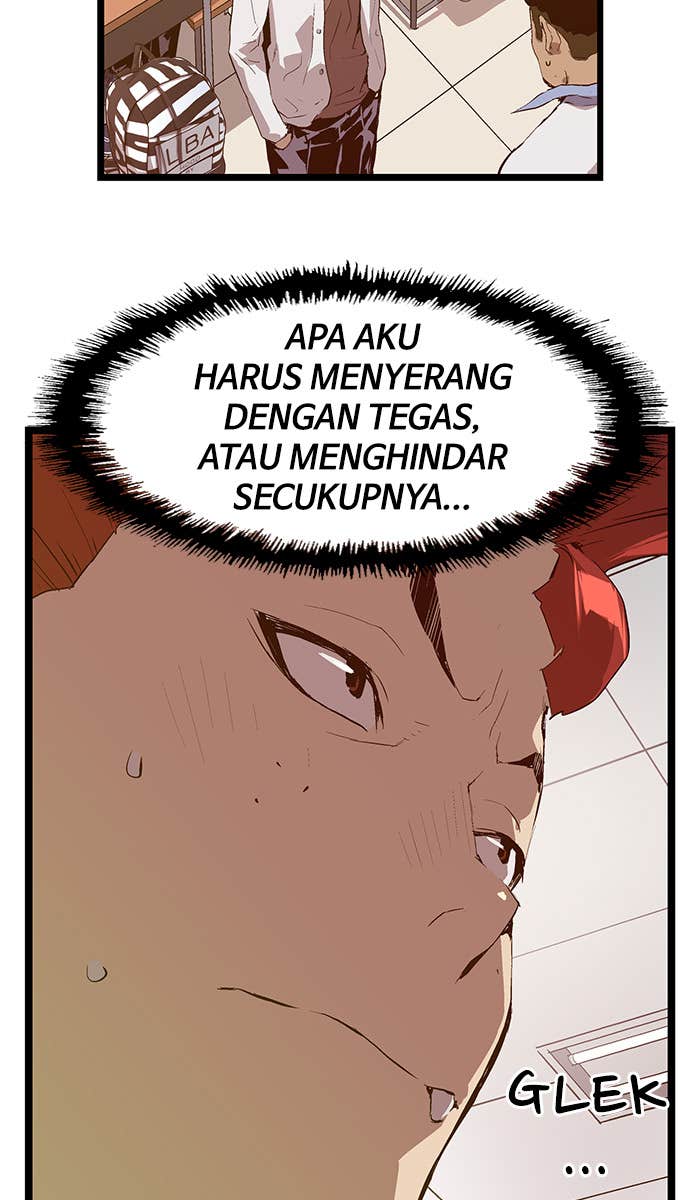 LBA
APA AKU
HARUS MENYERANG
DENGAN TEGAS,
ATAU MENGHINDAR
SECUKUPNYA...
GLEK
...